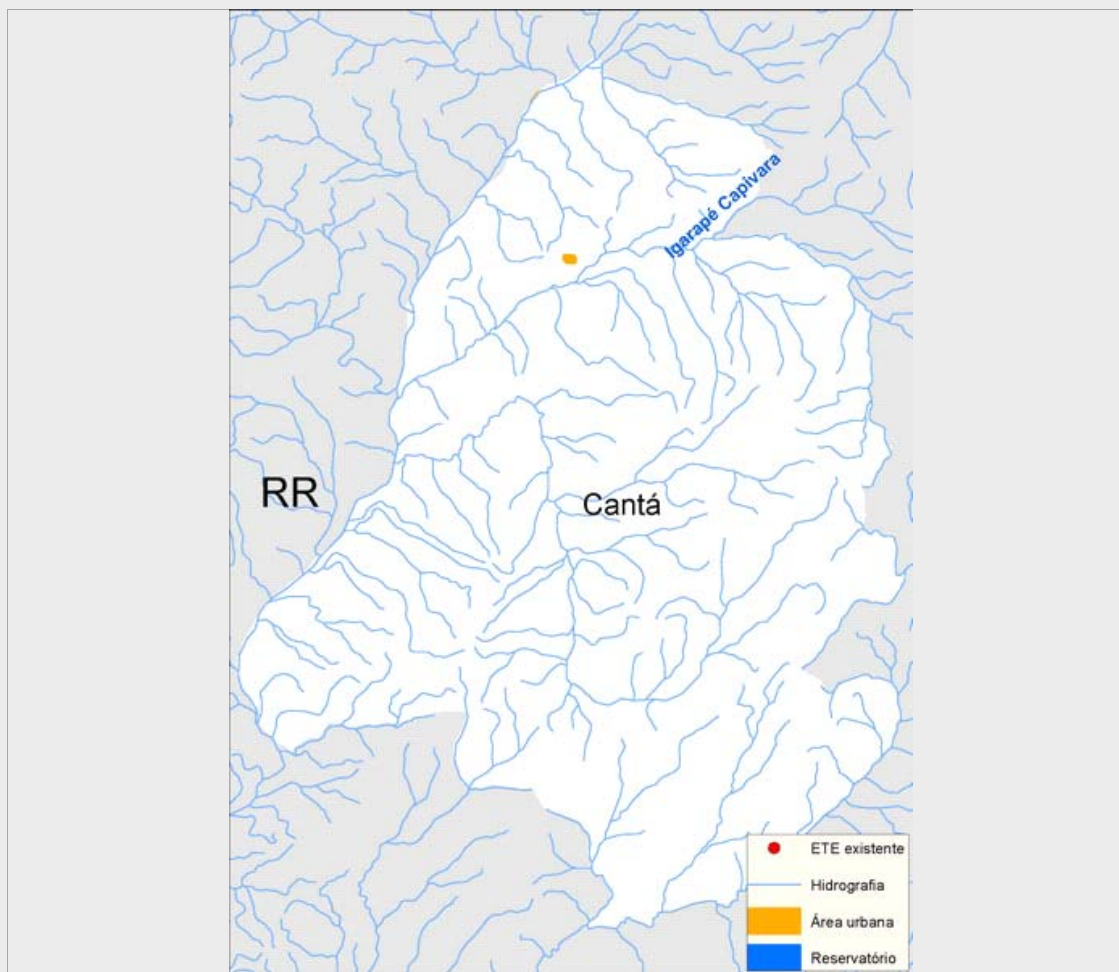 Igarapé Capivara
RR
Cantá
ETE existente
Hidrografia
Área urbana
Reservatório